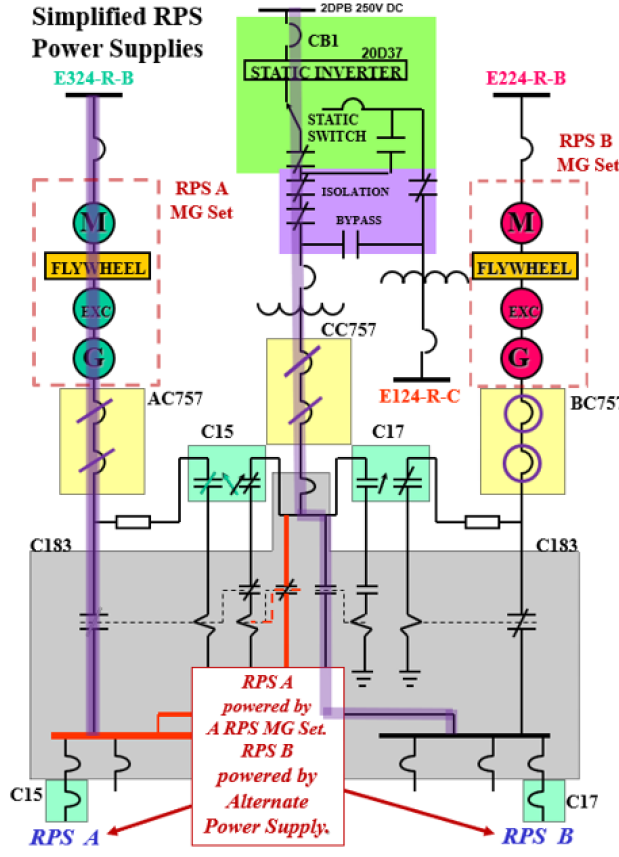 Simplified RPS
Power Supplies
2DPB 250V DC
CB1
20D37
STATIC INVERTER
E324-R-B
E224-R-B
STATIC
SWITCH
RPS A
MG Set
RPS B
MG Set
ISOLATION
BYPASS
M
M
FLYWHEEL
FLYWHEEL
EXC
EXC
G
G
CC757
E124-R-C
AC757
BC757
C15
C17
C183
C183
RPS A
powered by
A RPS MG Set.
RPS B
powered by
Alternate
Power Supply.
C15
C17
RPS A
RPS B